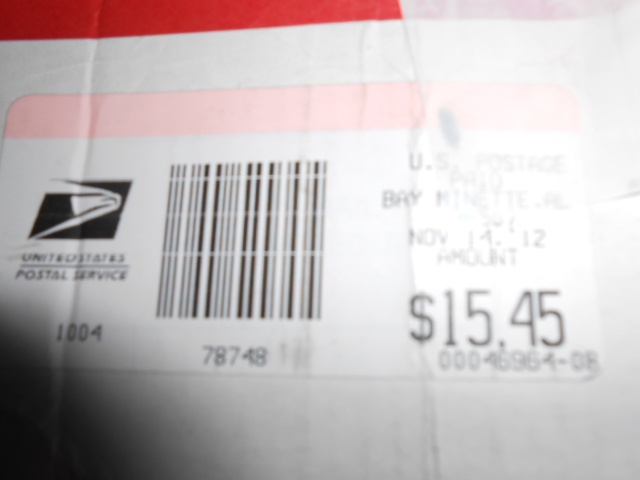 U.S. POSTAGE
PAID
BAY MINETTE.AL
NOV 14. 12
AMOUNT
$15.45
00046964-08
UNITED STATES
POSTAL SERVICE
1004
78748